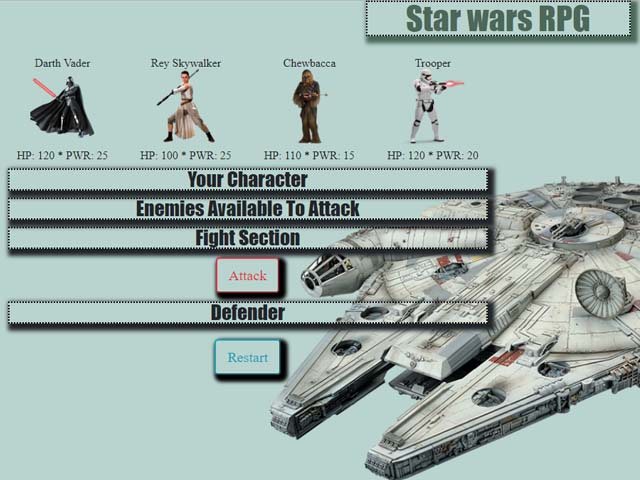 Star wars RPG
Darth Vader
Rey Skywalker
Chewbacca
Trooper
HP: 120 * PWR: 25
HP: 100 * PWR: 25
HP: 110 * PWR: 15
HP: 120 * PWR: 20
Your Character
Enemies Available To Attack
Fight Section
Attack
Defender
Restart